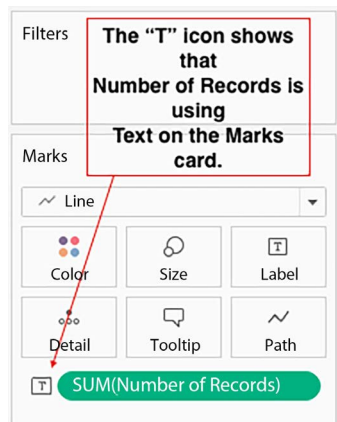 Filters
The “T” icon shows
that
Number of Records is
using
Text on the Marks
card.
Marks
Line
Color
Size
T
Label
Detail
Tooltip
Path
T
SUM(Number of Records)